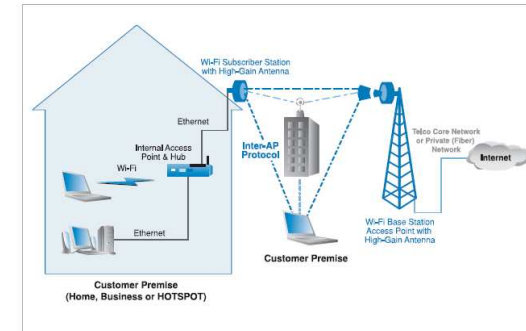 Wi-Fi Subscriber Station
with High-Gain Antenna
Ethernet
Internal Access
Point & Hub
Wi-Fi
Ethernet
Customer Premise
(Home, Business or HOTSPOT)
Inter-AP
Protocol
Customer Premise
Telco Core Network
or Private (Fiber)
Network
Internet
Wi-Fi Base Station
Access Point with
High-Gain Antenna